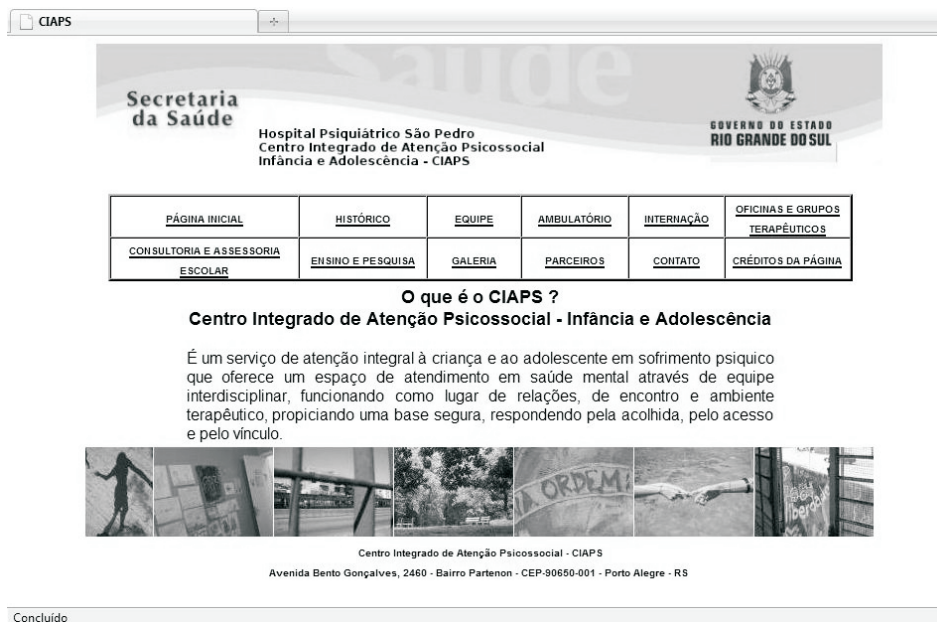 CIAPS
Saúde
Secretaria
da Saúde
Hospital Psiquiátrico São Pedro
Centro Integrado de Atenção Psicossocial
Infância e Adolescência - CIAPS
GOVERNO DO ESTADO
RIO GRANDE DO SUL
PÁGINA INICIAL
HISTÓRICO
EQUIPE
AMBULATÓRIO
INTERNAÇÃO
OFICINAS E GRUPOS
TERAPÊUTICOS
CONSULTORIA E ASSESSORIA
ESCOLAR
ENSINO E PESQUISA
GALERIA
PARCEIROS
CONTATO
CRÉDITOS DA PÁGINA
O que é o CIAPS ?
Centro Integrado de Atenção Psicossocial - Infância e Adolescência
É um serviço de atenção integral à criança e ao adolescente em sofrimento psiquico
que oferece um espaço de atendimento em saúde mental através de equipe
interdisciplinar, funcionando como lugar de relações, de encontro e ambiente
terapêutico, propiciando uma base segura, respondendo pela acolhida, pelo acesso
e pelo vínculo.
ORDEM
liberdade
Centro Integrado de Atenção Psicossocial - CIAPS
Avenida Bento Gonçalves, 2460 - Bairro Partenon - CEP-90650-001 - Porto Alegre - RS
Concluído